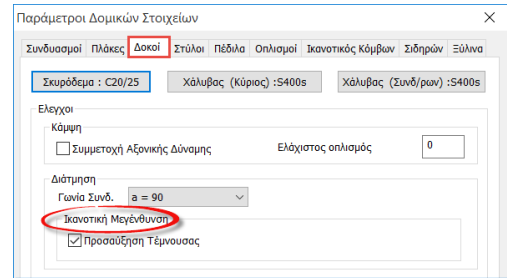 Παράμετροι Δομικών Στοιχείων
Συνδυασμοί Πλάκες Δοκοί Στύλοι Πέδιλα Οπλισμοί Ικανοτικός Κόμβων Σιδηρών Ξύλινα
Σκυρόδεμα : C20/25 Χάλυβας (Κύριος) :S400s Χάλυβας (Συνδ/ρων) :S400s
Ελεγχοι
Κάμψη
Συμμετοχή Αξονικής Δύναμης Ελάχιστος οπλισμός 0
Διάτμηση
Γωνία Συνδ. a = 90
Ικανοτική Μεγένθυνση
Προσαύξηση Τέμνουσας